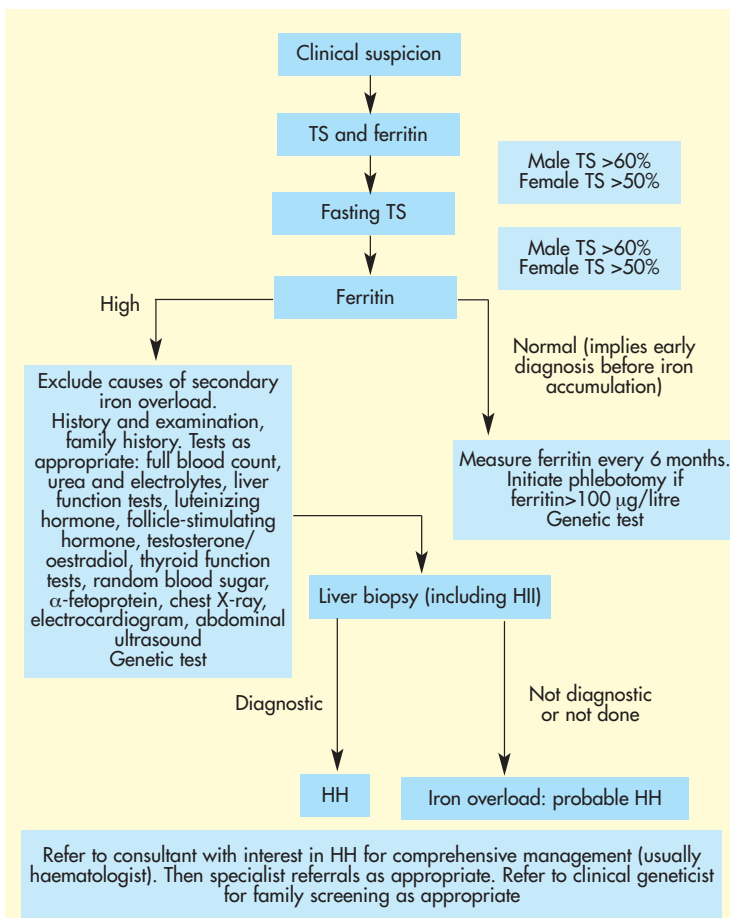 Clinical suspicion
TS and ferritin
Male TS >60%
Female TS >50%
Fasting TS
Male TS >60%
Female TS >50%
Ferritin
High
Normal (implies early
diagnosis before iron
accumulation)
Exclude causes of secondary
iron overload.
History and examination,
family history. Tests as
appropriate: full blood count,
urea and electrolytes, liver
function tests, luteinizing
hormone, follicle-stimulating
hormone, testosterone/
oestradiol, thyroid function
tests, random blood sugar,
α-fetoprotein, chest X-ray,
electrocardiogram, abdominal
ultrasound
Genetic test
Measure ferritin every 6 months.
Initiate phlebotomy if
ferritin>100 μg/litre
Genetic test
Liver biopsy (including HII)
Diagnostic
Not diagnostic
or not done
HH
Iron overload: probable HH
Refer to consultant with interest in HH for comprehensive management (usually
haematologist). Then specialist referrals as appropriate. Refer to clinical geneticist
for family screening as appropriate